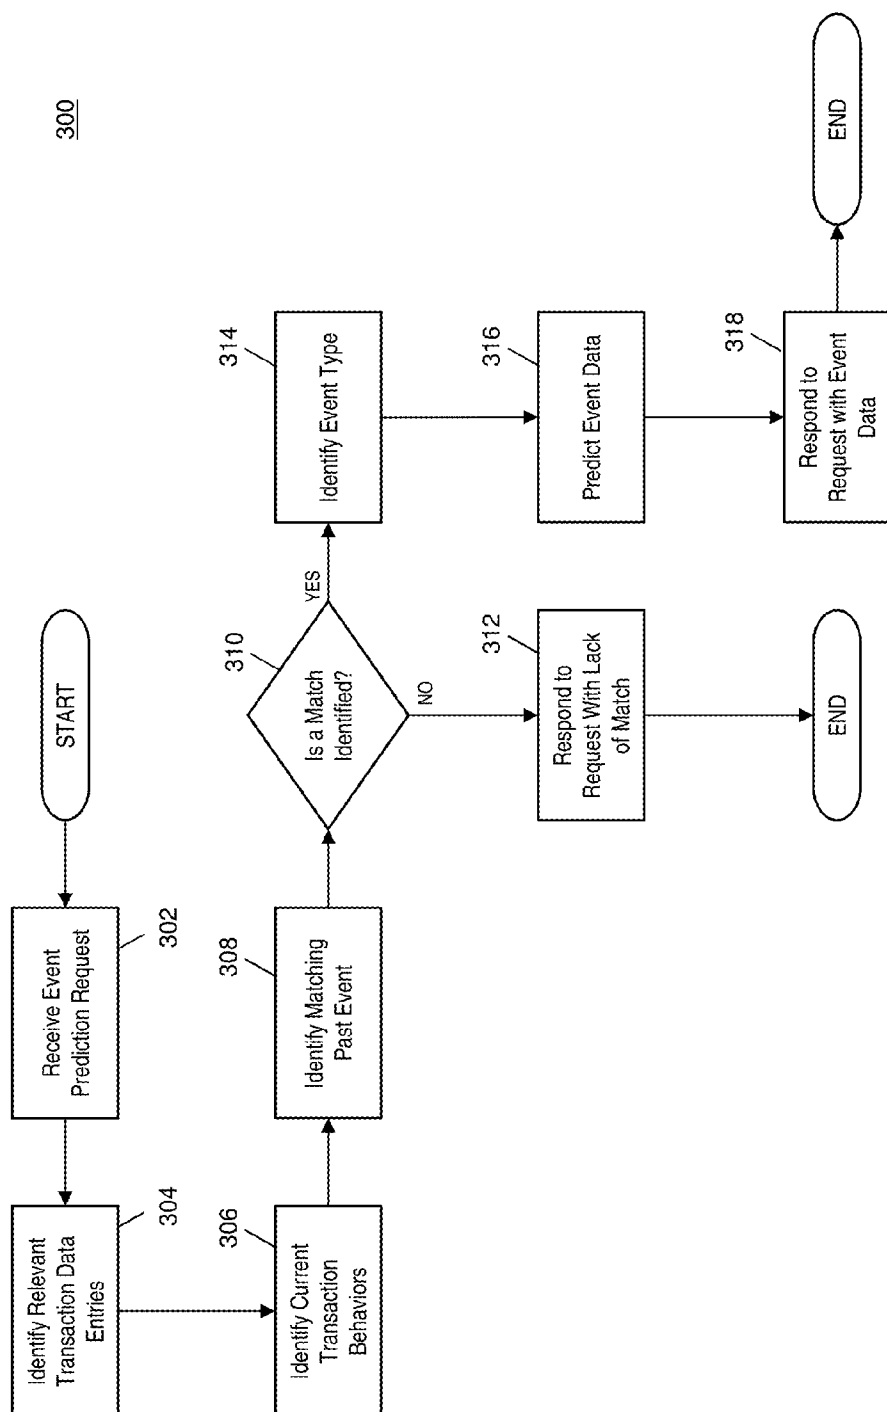 300
START
Receive Event
Prediction Request
302
Identify Relevant
Transaction Data
Entries
304
Identify Current
Transaction
Behaviors
306
Identify Matching
Past Event
308
Is a Match
Identified?
310
YES
NO
Respond to
Request With Lack
of Match
312
END
Identify Event Type
314
Predict Event Data
316
Respond to
Request with Event
Data
318
END